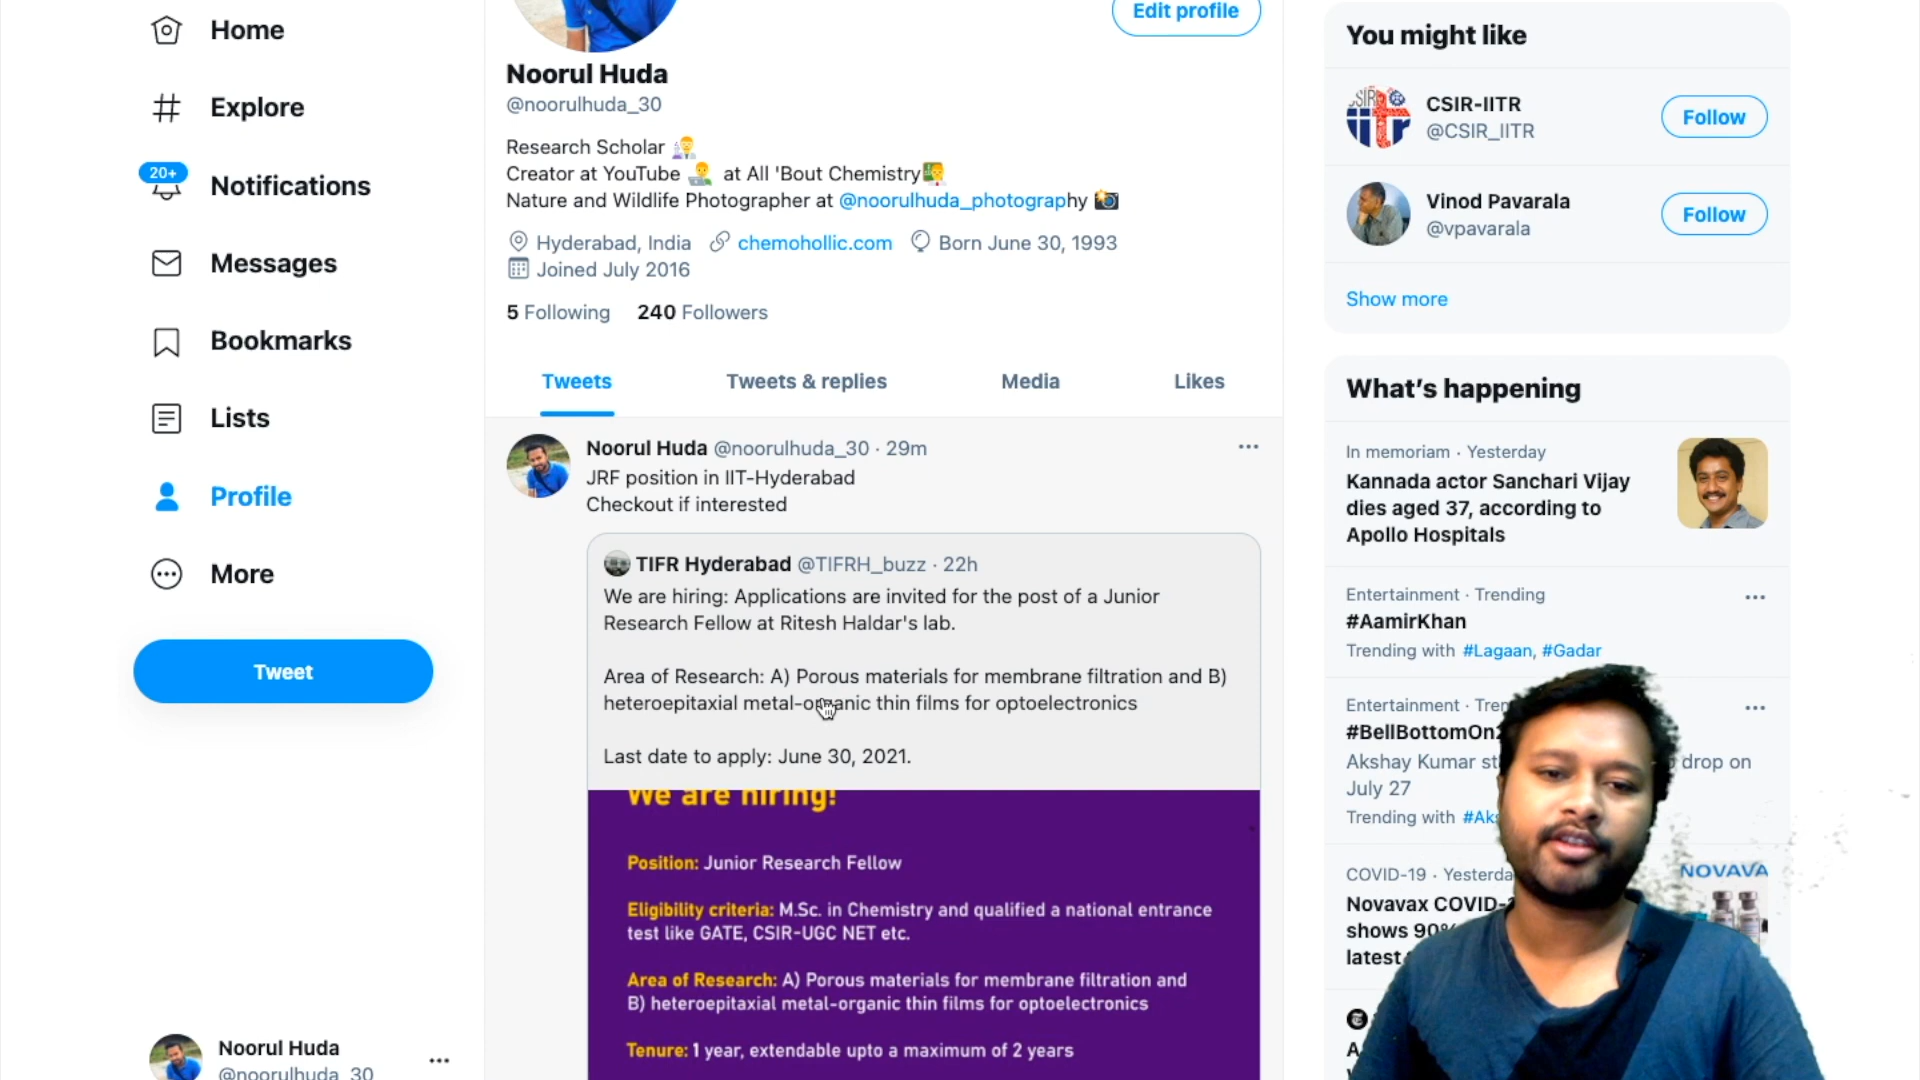 Home
Explore
20+
Notifications
Messages
Bookmarks
Lists
Profile
More
Tweet
Noorul Huda
@noorulhuda_30
Edit profile
Noorul Huda
@noorulhuda_30
Research Scholar
Creator at YouTube at All 'Bout Chemistry
Nature and Wildlife Photographer at @noorulhuda_photography
Hyderabad, India chemohollic.com Born June 30, 1993
Joined July 2016
5 Following 240 Followers
Tweets Tweets & replies Media Likes
Noorul Huda @noorulhuda_30 · 29m
JRF position in IIT-Hyderabad
Checkout if interested
TIFR Hyderabad @TIFRH_buzz · 22h
We are hiring: Applications are invited for the post of a Junior
Research Fellow at Ritesh Haldar's lab.
Area of Research: A) Porous materials for membrane filtration and B)
heteroepitaxial metal-organic thin films for optoelectronics
Last date to apply: June 30, 2021.
We are hiring!
Position: Junior Research Fellow
Eligibility criteria: M.Sc. in Chemistry and qualified a national entrance
test like GATE, CSIR-UGC NET etc.
Area of Research: A) Porous materials for membrane filtration and
B) heteroepitaxial metal-organic thin films for optoelectronics
Tenure: 1 year, extendable upto a maximum of 2 years
You might like
CSIR
iitr
CSIR-IITR
@CSIR_IITR
Follow
Vinod Pavarala
@vpavarala
Follow
Show more
What's happening
In memoriam · Yesterday
Kannada actor Sanchari Vijay
dies aged 37, according to
Apollo Hospitals
Entertainment · Trending
#AamirKhan
Trending with #Lagaan, #Gadar
Entertainment · Tren
#BellBottomOn
Akshay Kumar st drop on
July 27
Trending with #Ak
COVID-19 · Yesterda
NOVAVA
Novavax COVID-
shows 90%
latest